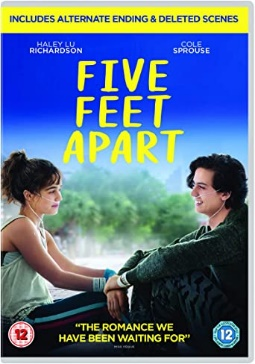 INCLUDES ALTERNATE ENDING & DELETED SCENES
HALEY LU
RICHARDSON
COLE
SPROUSE
FIVE
FEET
APART
"THE ROMANCE WE
HAVE BEEN WAITING FOR"
12
12